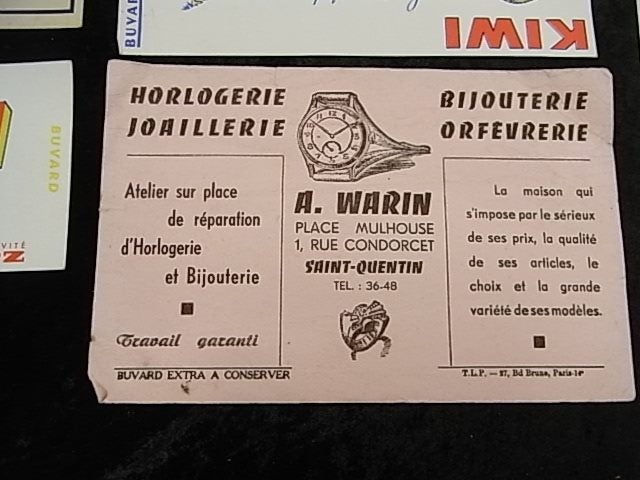 BUVARD
KIWI
BUVARD
HORLOGERIE
JOAILLERIE
BIJOUTERIE
ORFÈVRERIE
Atelier sur place
de réparation
d'Horlogerie
et Bijouterie
Travail garanti
BUVARD EXTRA A CONSERVER
A. WARIN
PLACE MULHOUSE
1, RUE CONDORCET
SAINT-QUENTIN
TEL. : 36-48
La maison qui
s'impose par le sérieux
de ses prix, la qualité
de ses articles, le
choix et la grande
variété de ses modèles.
T.L.P. — 27, Bd Brune, Paris-14e